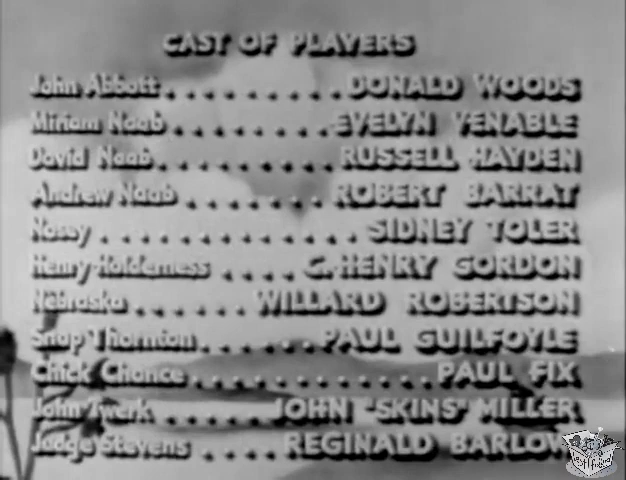 CAST OF PLAYERS
John Abbott . . . . . . . . . . DONALD WOODS
Miriam Naab . . . . . . . . . . EVELYN VENABLE
David Naab . . . . . . . . . . RUSSELL HAYDEN
Andrew Naab . . . . . . . ROBERT BARRAT
Nosey . . . . . . . . . . . . . SIDNEY TOLER
Henry Holderness . . . . C. HENRY GORDON
Nebraska . . . . . . WILLARD ROBERTSON
Snap Thornton . . . . . . PAUL GUILFOYLE
Chick Chance . . . . . . . . . . . . PAUL FIX
John Twerk . . . . . . JOHN "SKINS" MILLER
Judge Stevens . . . . REGINALD BARLOW